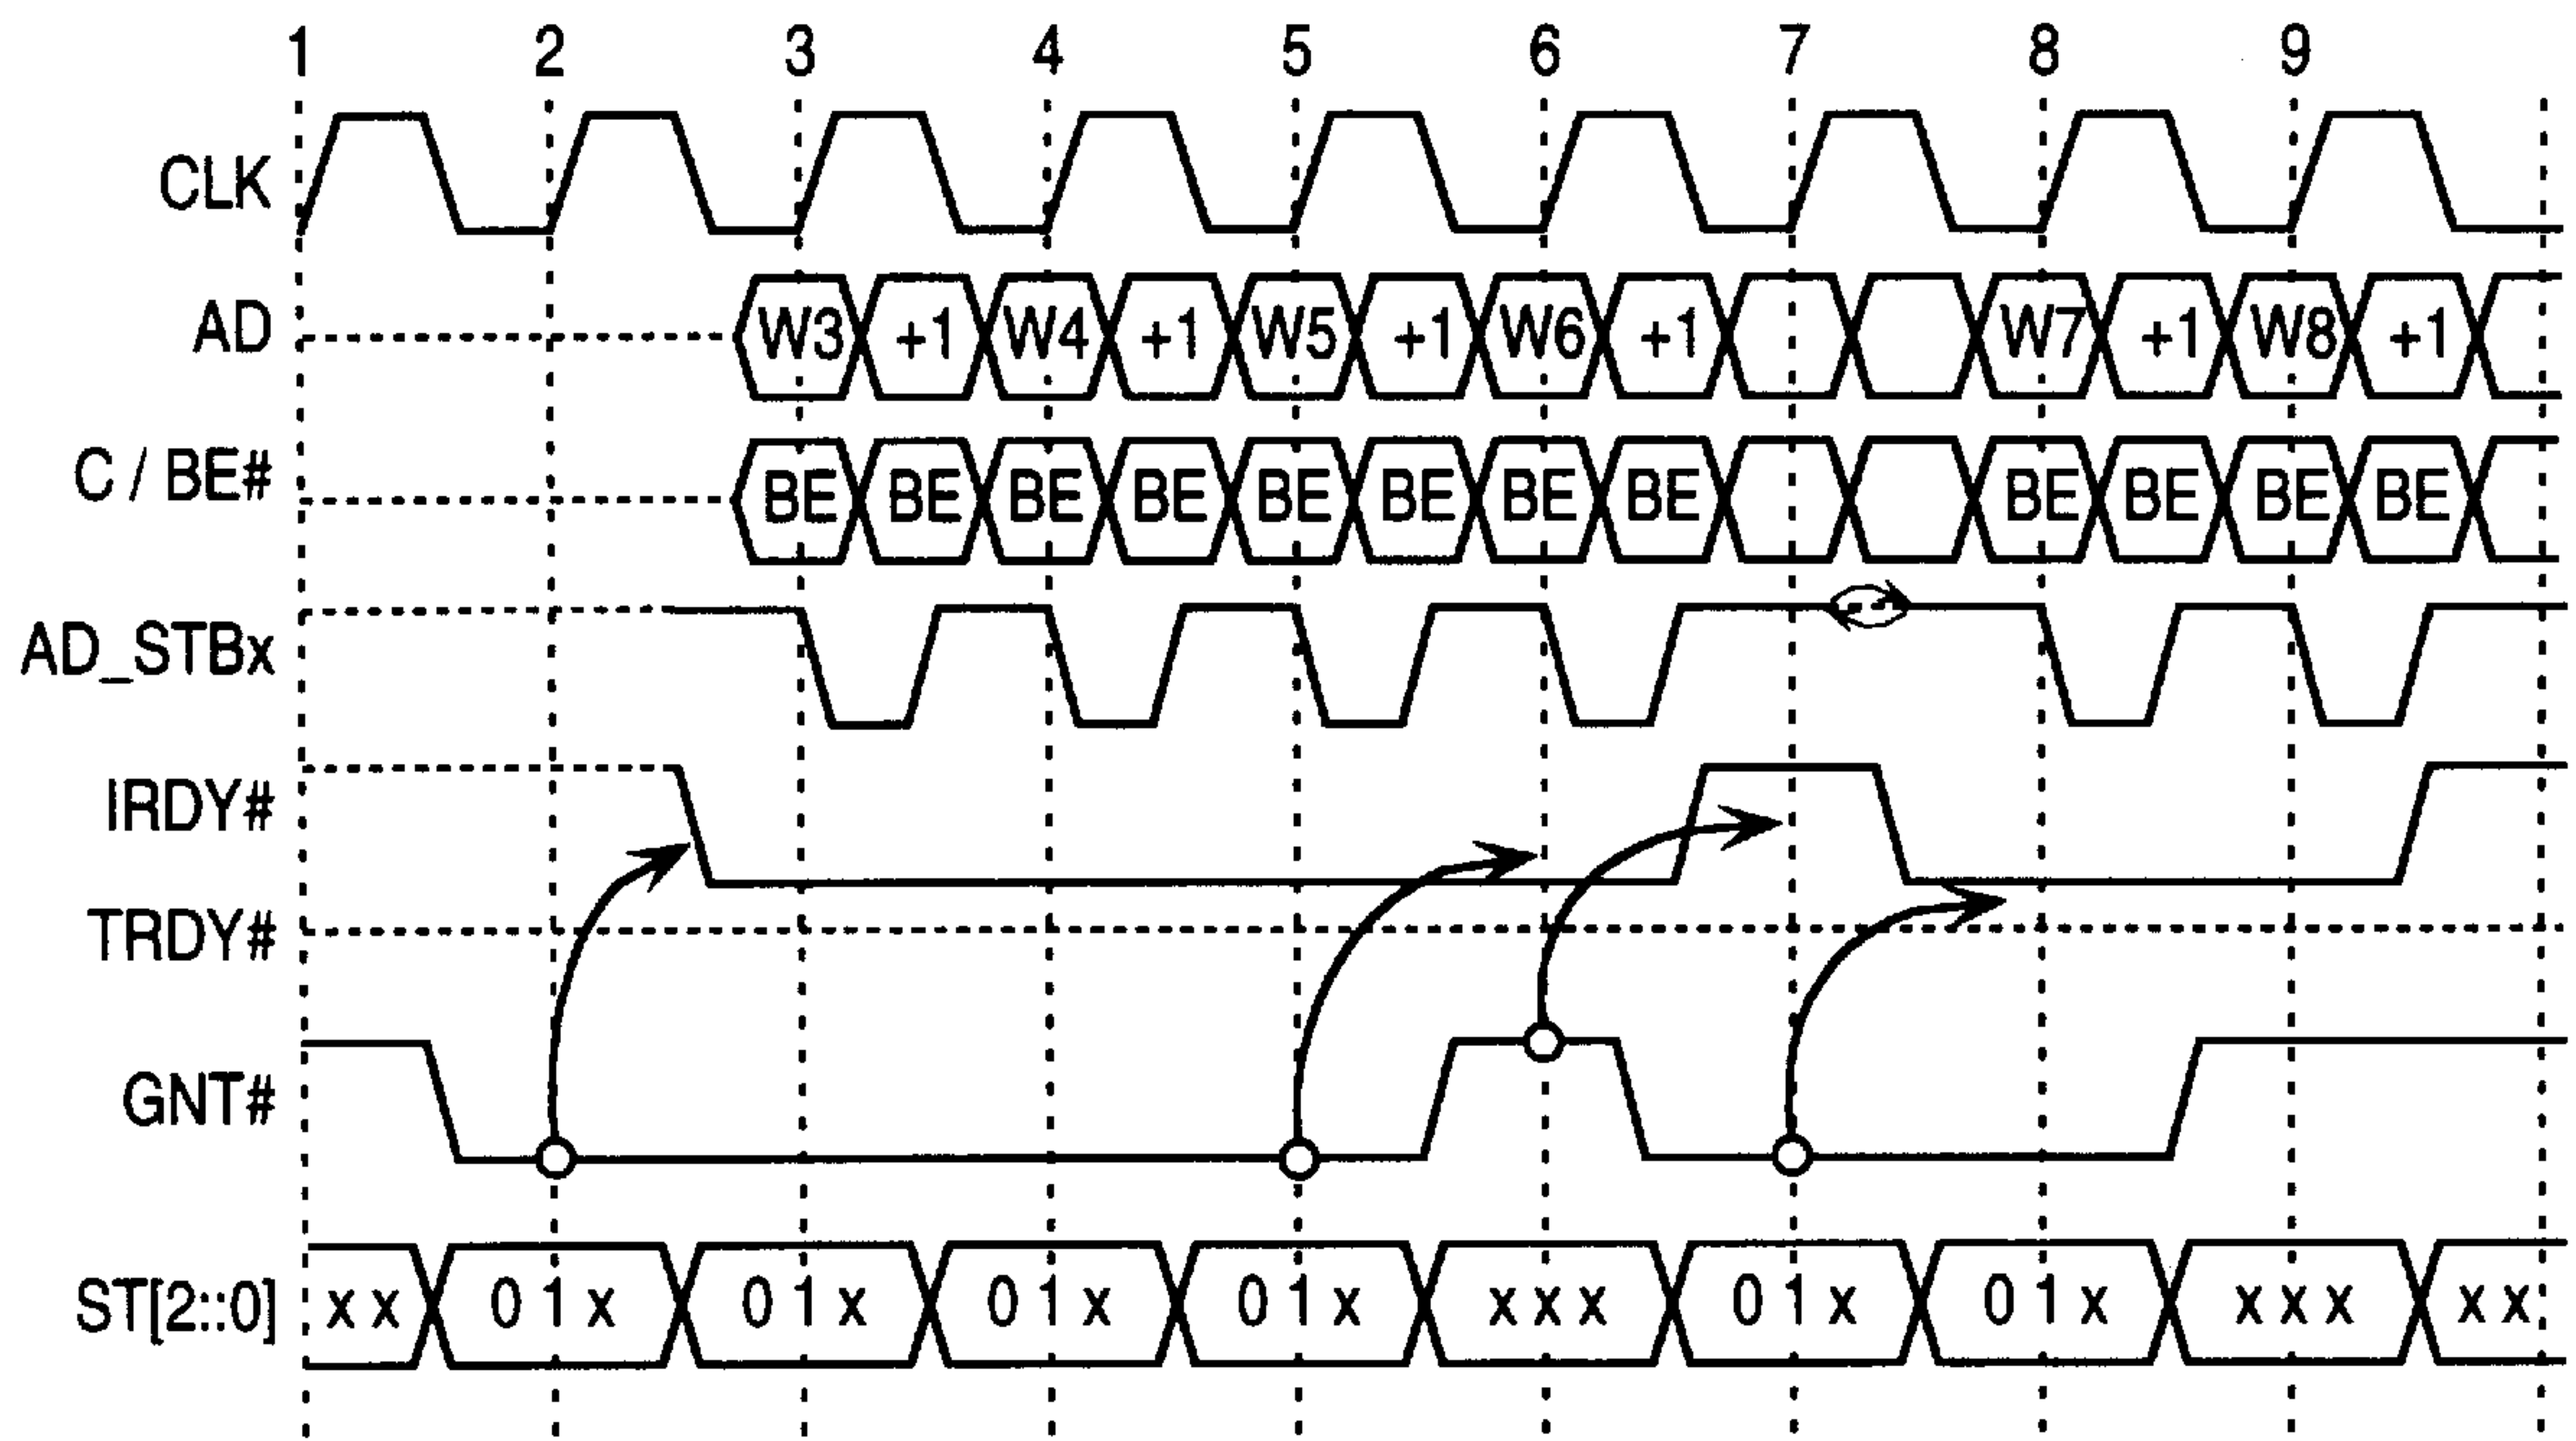 1 2 3 4 5 6 7 8 9
CLK
AD W3 +1 W4 +1 W5 +1 W6 +1 W7 +1 W8 +1
C / BE# BE BE BE BE BE BE BE BE BE BE BE BE
AD_STBx
IRDY#
TRDY#
GNT#
ST[2::0] x x 0 1 x 0 1 x 0 1 x 0 1 x x x x 0 1 x 0 1 x x x x x x